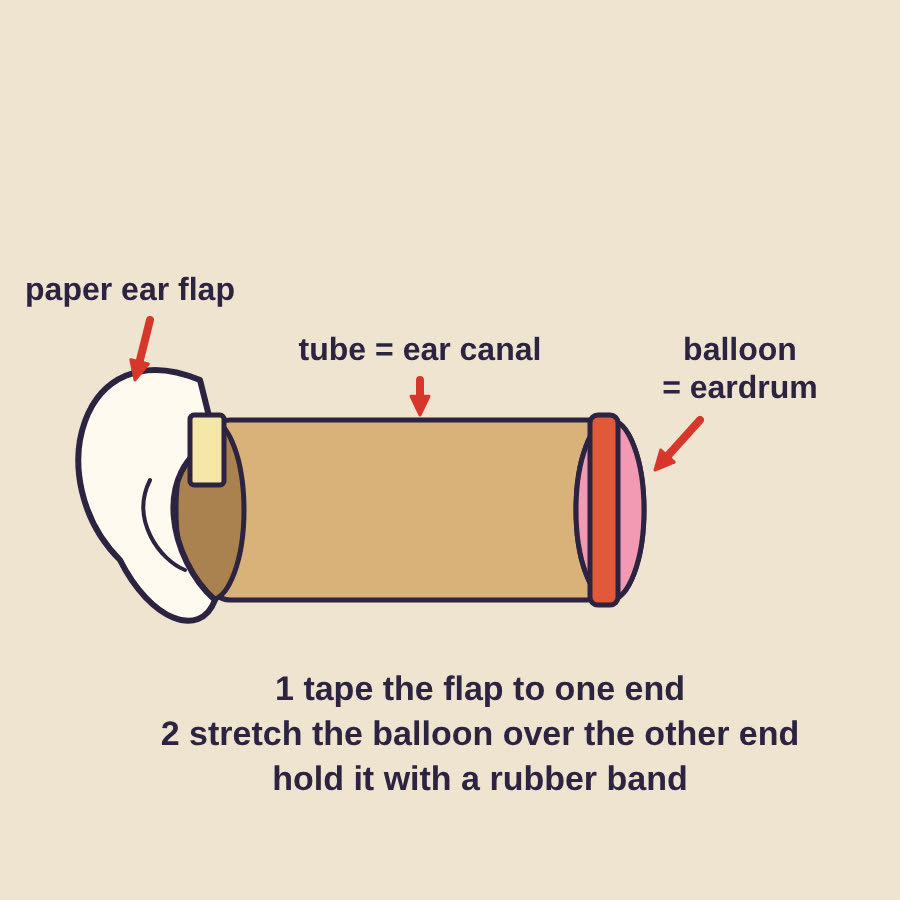 paper ear flap
tube = ear canal
balloon
= eardrum
1 tape the flap to one end
2 stretch the balloon over the other end
hold it with a rubber band